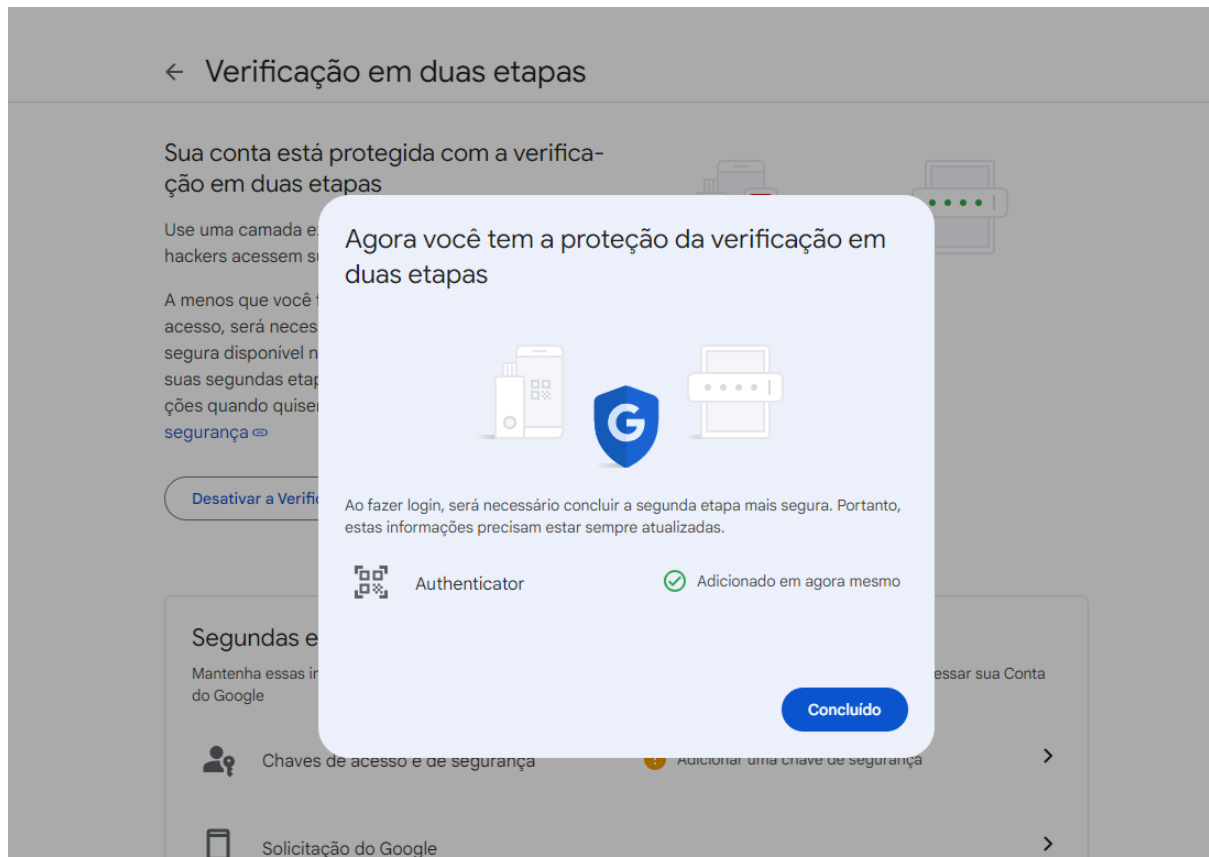 Verificação em duas etapas
Sua conta está protegida com a verifica-
ção em duas etapas
Use uma camada
hackers acessem
A menos que você
acesso, será
segura disponível
suas segundas
ções quando
segurança
Desativar a
Agora você tem a proteção da verificação em
duas etapas
G
Ao fazer login, será necessário concluir a segunda etapa mais segura. Portanto,
estas informações precisam estar sempre atualizadas.
Authenticator
Adicionado em agora mesmo
Concluído
Segundas
Mantenha essas
essar sua Conta
do Google
Chaves de acesso e de segurança
Adicionar uma chave de segurança
Solicitação do Google